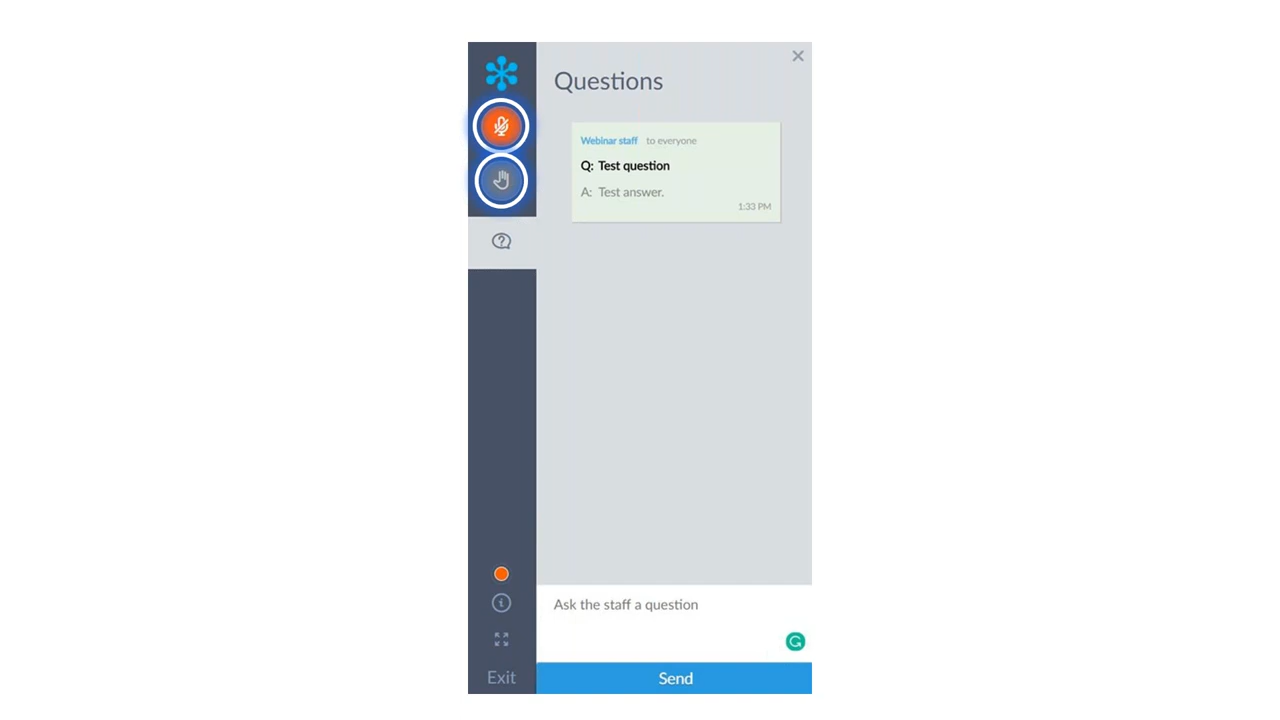 Questions
Webinar staff to everyone
Q: Test question
A: Test answer.
1:33 PM
Ask the staff a question
Exit
Send